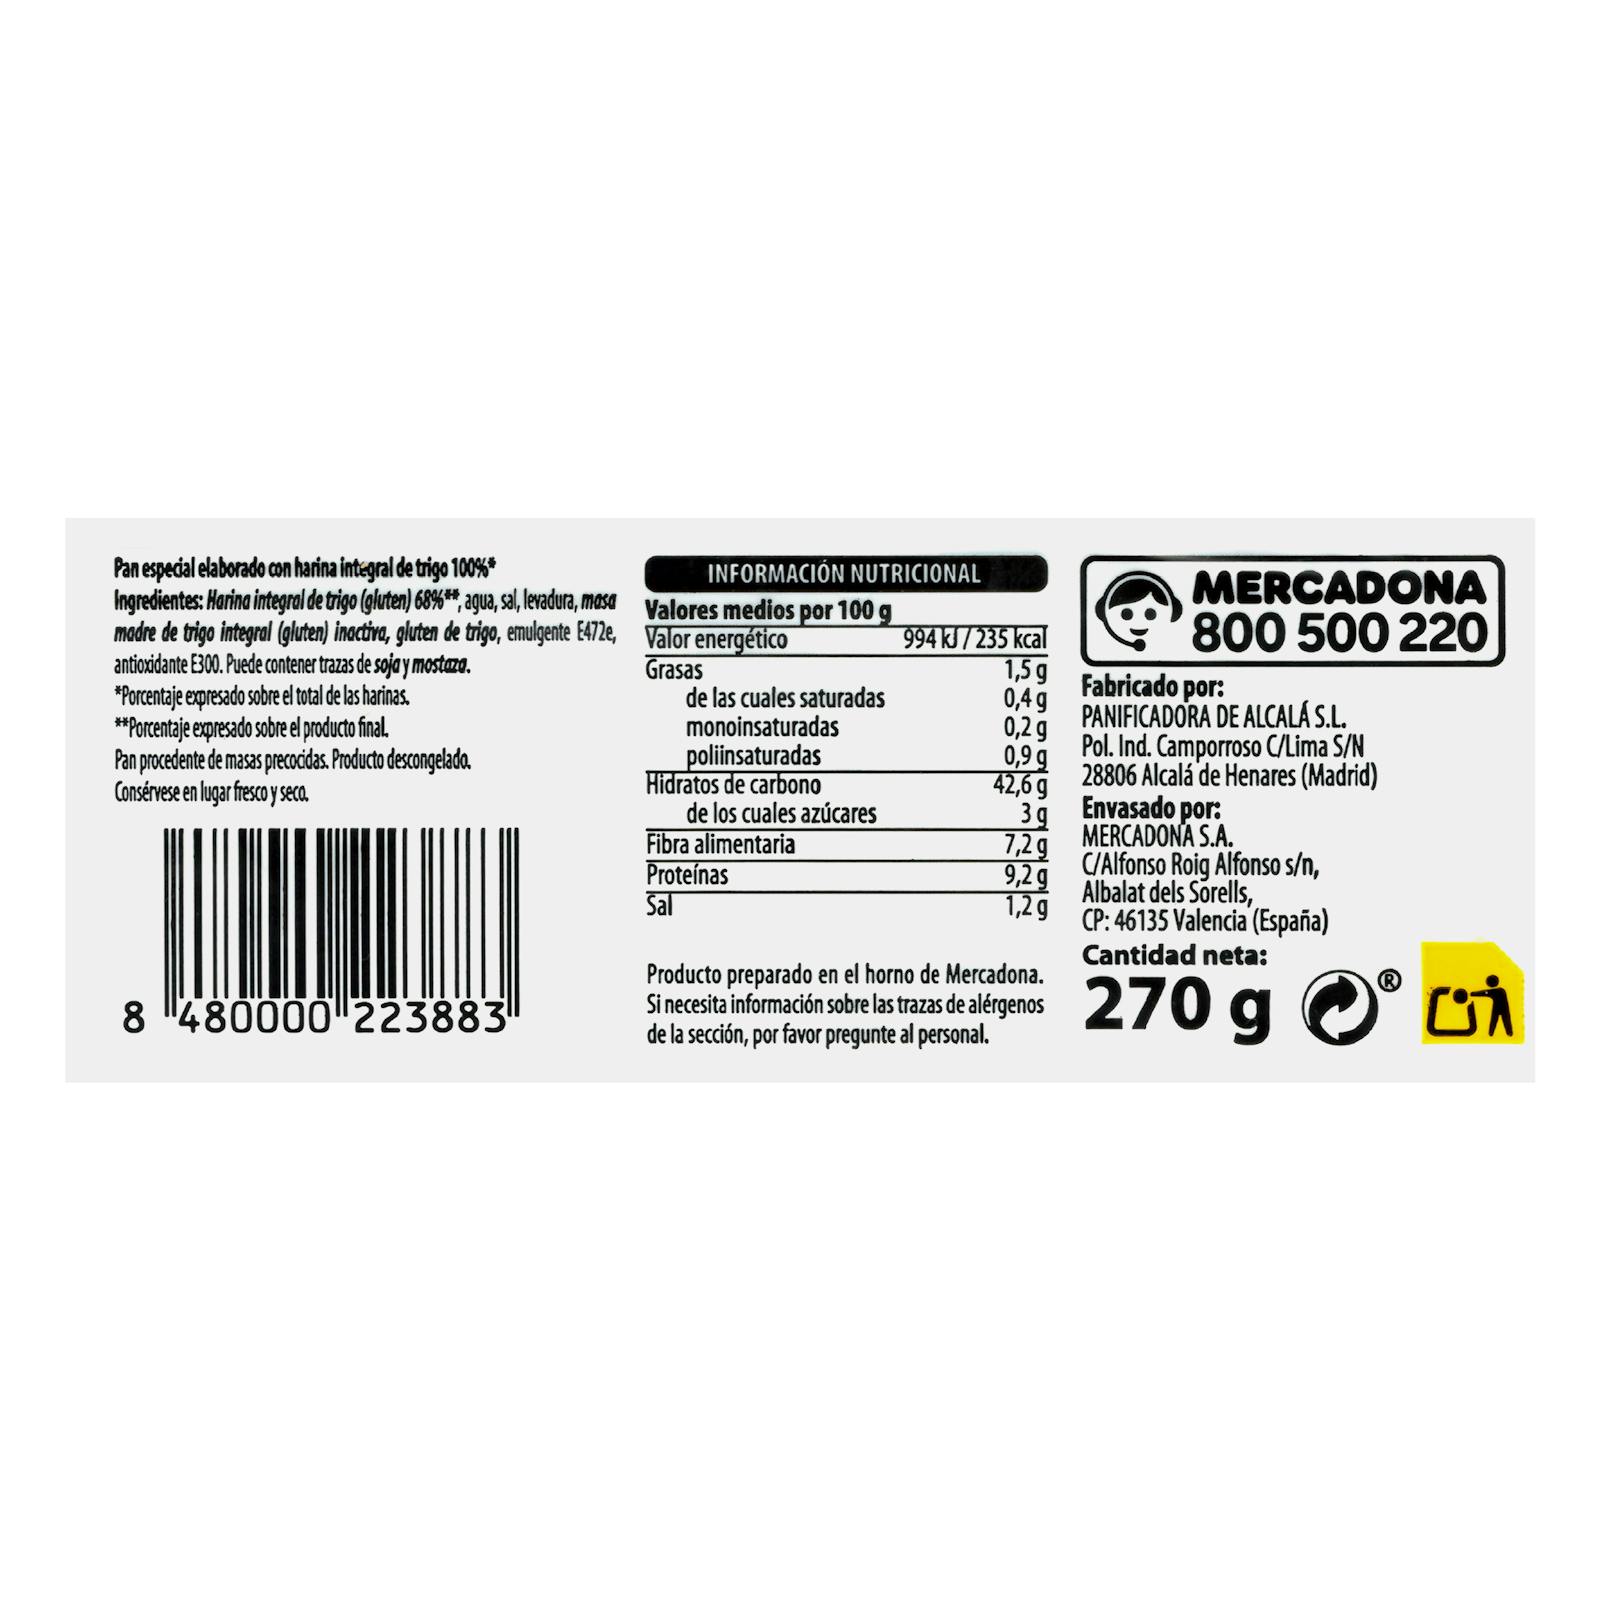 Pan especial elaborado con harina integral de trigo 100%*
Ingredientes: Harina integral de trigo (gluten) 68%**, agua, sal, levadura, masa
madre de trigo integral (gluten) inactiva, gluten de trigo, emulgente E472e,
antioxidante E300. Puede contener trazas de soja y mostaza.
*Porcentaje expresado sobre el total de las harinas.
**Porcentaje expresado sobre el producto final.
Pan procedente de masas precocidas. Producto descongelado.
Consérvese en lugar fresco y seco.
8 480000 223883
INFORMACIÓN NUTRICIONAL
Valores medios por 100 g
Valor energético 994 kJ / 235 kcal
Grasas 1,5 g
de las cuales saturadas 0,4 g
monoinsaturadas 0,2 g
poliinsaturadas 0,9 g
Hidratos de carbono 42,6 g
de los cuales azúcares 3 g
Fibra alimentaria 7,2 g
Proteínas 9,2 g
Sal 1,2 g
Producto preparado en el horno de Mercadona.
Si necesita información sobre las trazas de alérgenos
de la sección, por favor pregunte al personal.
MERCADONA
800 500 220
Fabricado por:
PANIFICADORA DE ALCALÁ S.L.
Pol. Ind. Camporroso C/Lima S/N
28806 Alcalá de Henares (Madrid)
Envasado por:
MERCADONA S.A.
C/Alfonso Roig Alfonso s/n,
Albalat dels Sorells,
CP: 46135 Valencia (España)
Cantidad neta:
270 g ®